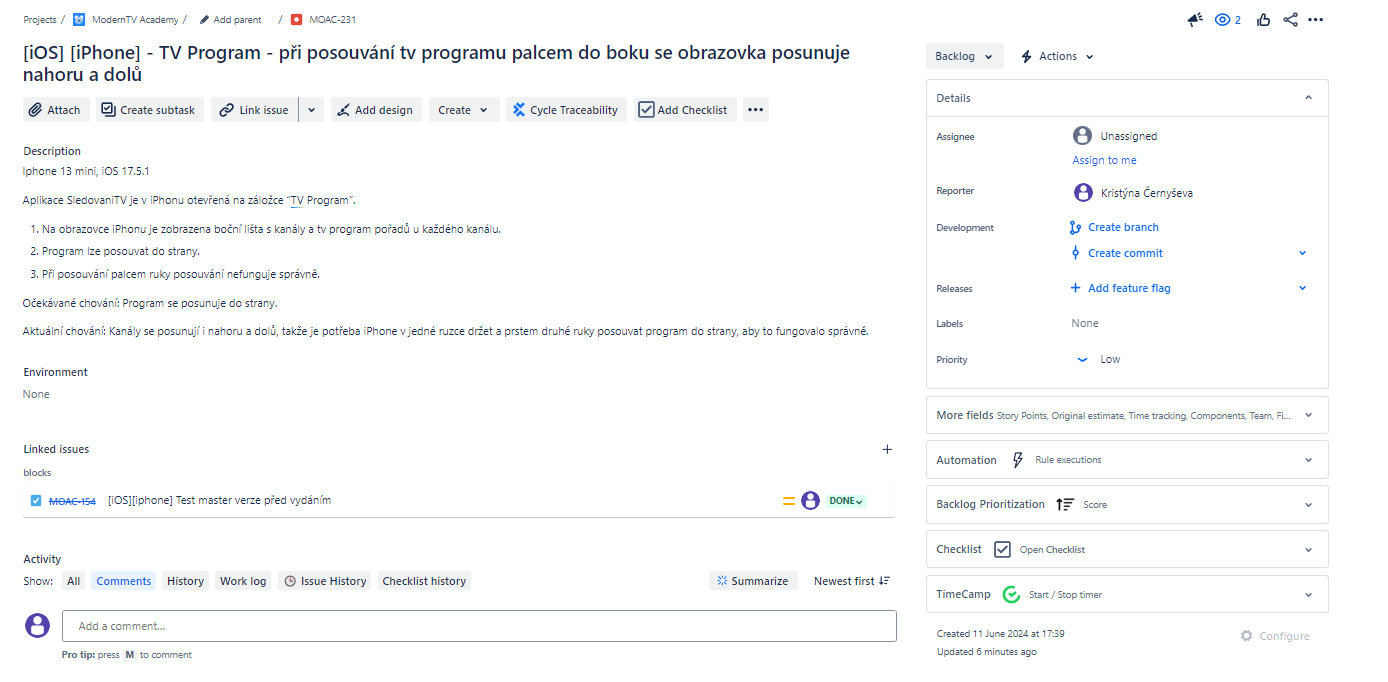 Projects / ModernTV Academy / Add parent / MOAC-231
2
[iOS] [iPhone] - TV Program - při posouvání tv programu palcem do boku se obrazovka posunuje
nahoru a dolů
Attach Create subtask Link issue Add design Create Cycle Traceability Add Checklist
Description
Iphone 13 mini, iOS 17.5.1
Aplikace SledovaniTV je v iPhonu otevřená na záložce “TV Program”.
1. Na obrazovce iPhonu je zobrazena boční lišta s kanály a tv program pořadů u každého kanálu.
2. Program lze posouvat do strany.
3. Při posouvání palcem ruky posouvání nefunguje správně.
Očekávané chování: Program se posunuje do strany.
Aktuální chování: Kanály se posunují i nahoru a dolů, takže je potřeba iPhone v jedné ruzce držet a prstem druhé ruky posouvat program do strany, aby to fungovalo správně.
Environment
None
Linked issues
blocks
MOAC-154 [iOS][iphone] Test master verze před vydáním DONE
Activity
Show: All Comments History Work log Issue History Checklist history Summarize Newest first
Add a comment...
Pro tip: press M to comment
Backlog Actions
Details
Assignee Unassigned
Assign to me
Reporter Kristýna Černyševa
Development Create branch
Create commit
Releases Add feature flag
Labels None
Priority Low
More fields Story Points, Original estimate, Time tracking, Components, Team, Fi...
Automation Rule executions
Backlog Prioritization Score
Checklist Open Checklist
TimeCamp Start / Stop timer
Created 11 June 2024 at 17:39
Configure
Updated 6 minutes ago